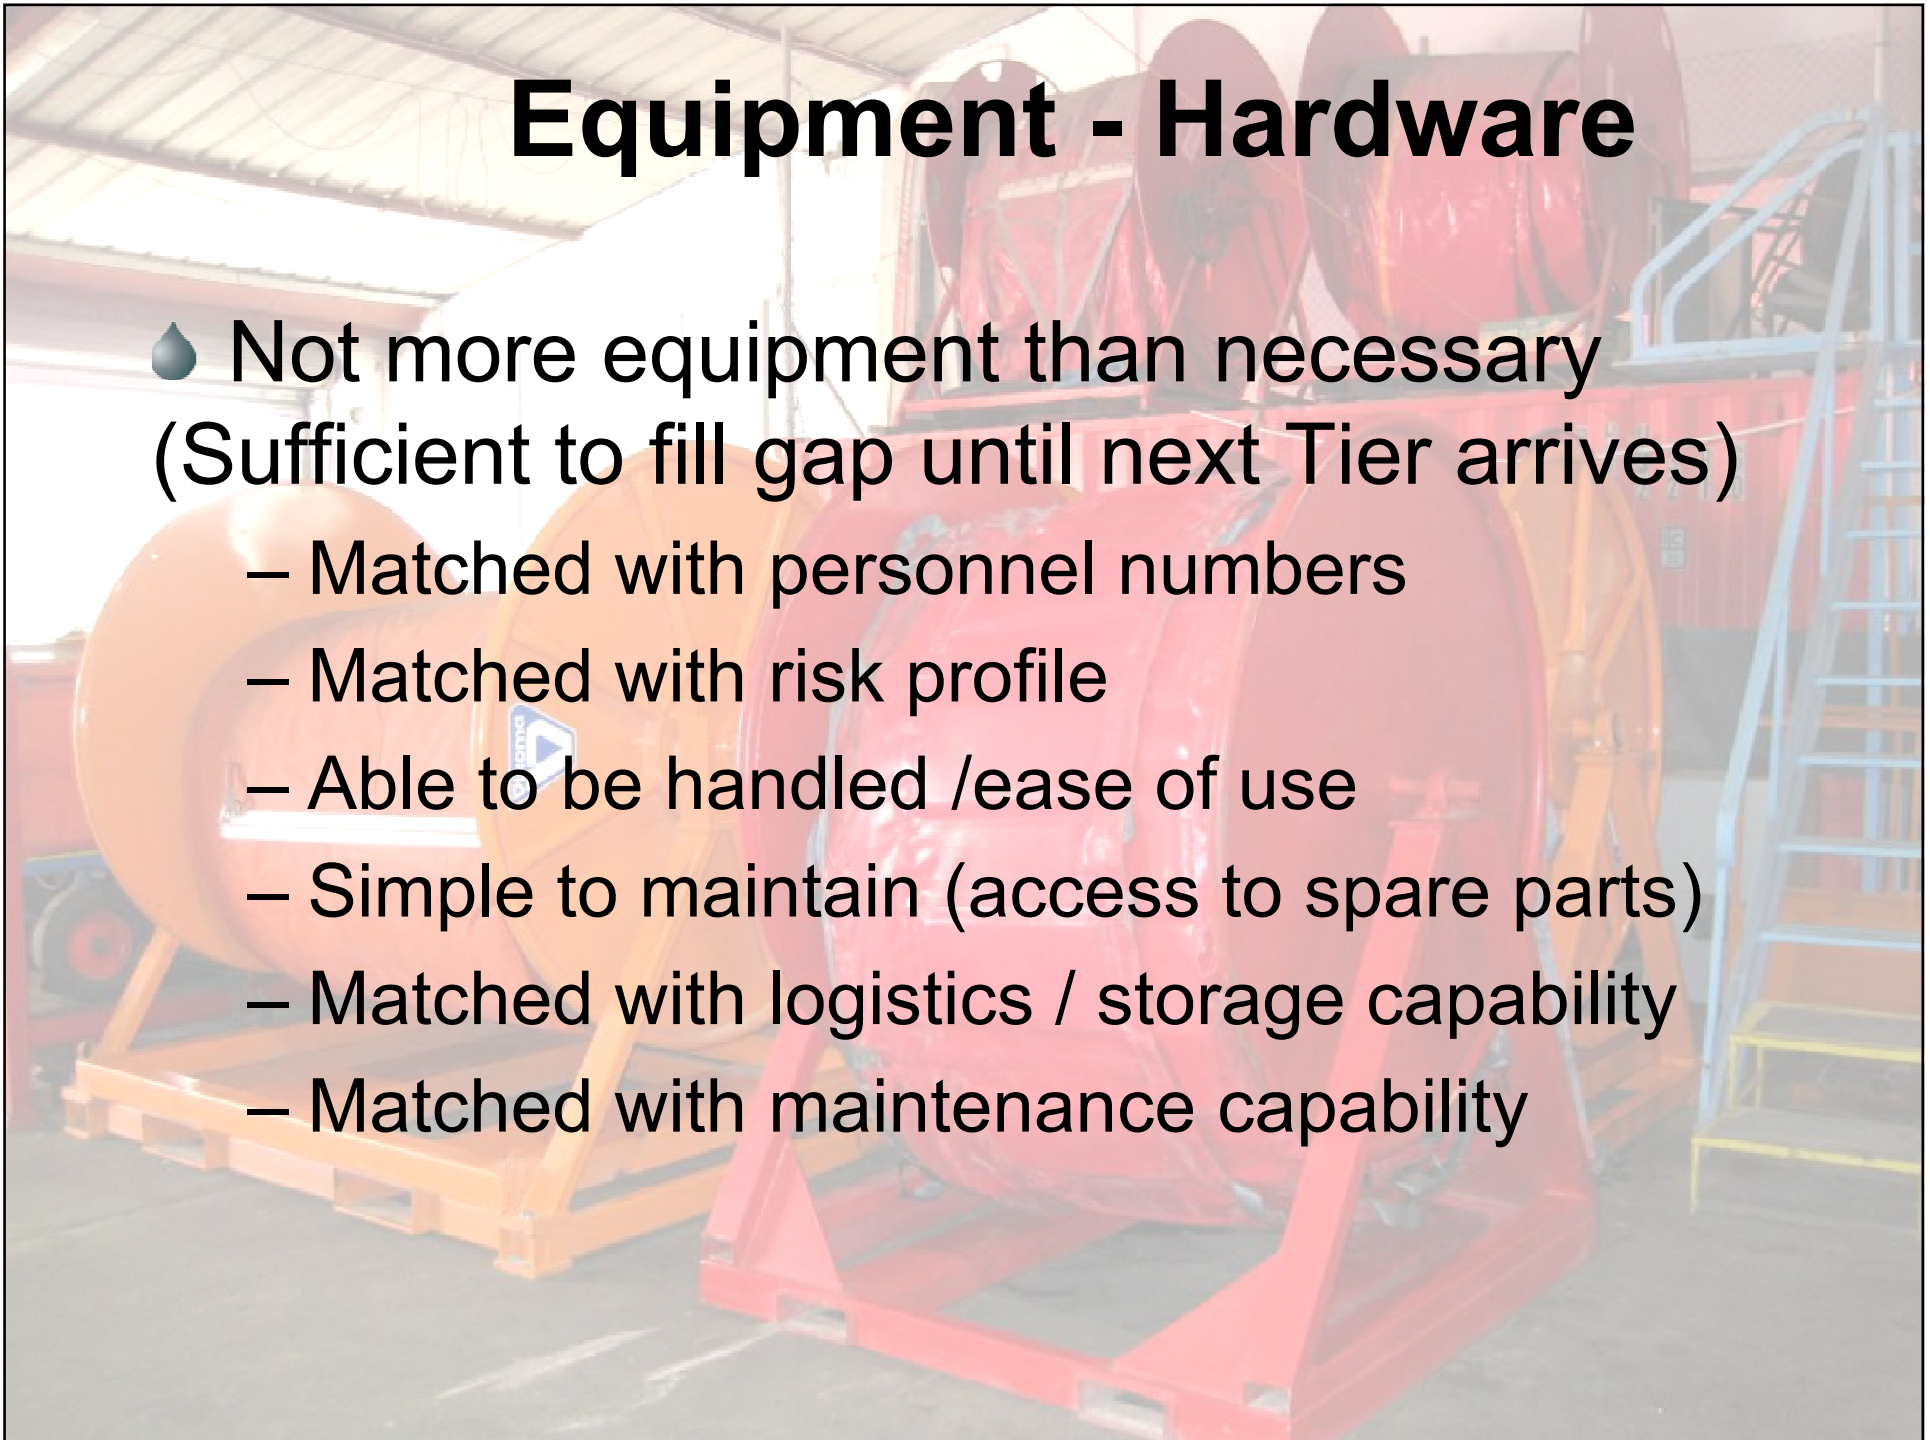 Equipment - Hardware
Not more equipment than necessary
(Sufficient to fill gap until next Tier arrives)
– Matched with personnel numbers
– Matched with risk profile
– Able to be handled /ease of use
– Simple to maintain (access to spare parts)
– Matched with logistics / storage capability
– Matched with maintenance capability